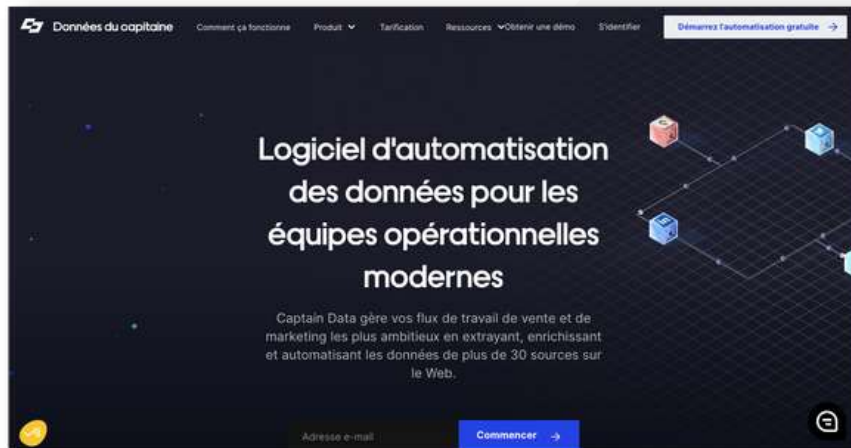 Données du capitaine
Comment ça fonctionne
Produit
Tarification
Ressources
Obtenir une démo
S'identifier
Démarrez l'automatisation gratuite
Logiciel d'automatisation
des données pour les
équipes opérationnelles
modernes
Captain Data gère vos flux de travail de vente et de
marketing les plus ambitieux en extrayant, enrichissant
et automatisant les données de plus de 30 sources sur
le Web.
Adresse e-mail
Commencer